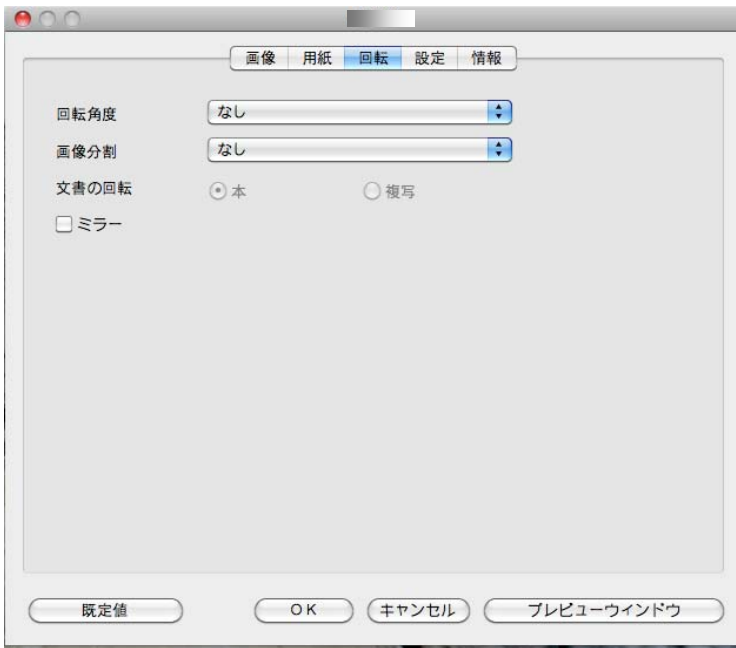 画像 用紙 回転 設定 情報
回転角度 なし
画像分割 なし
文書の回転 本 複写
ミラー
既定値 OK キャンセル プレビューウインドウ